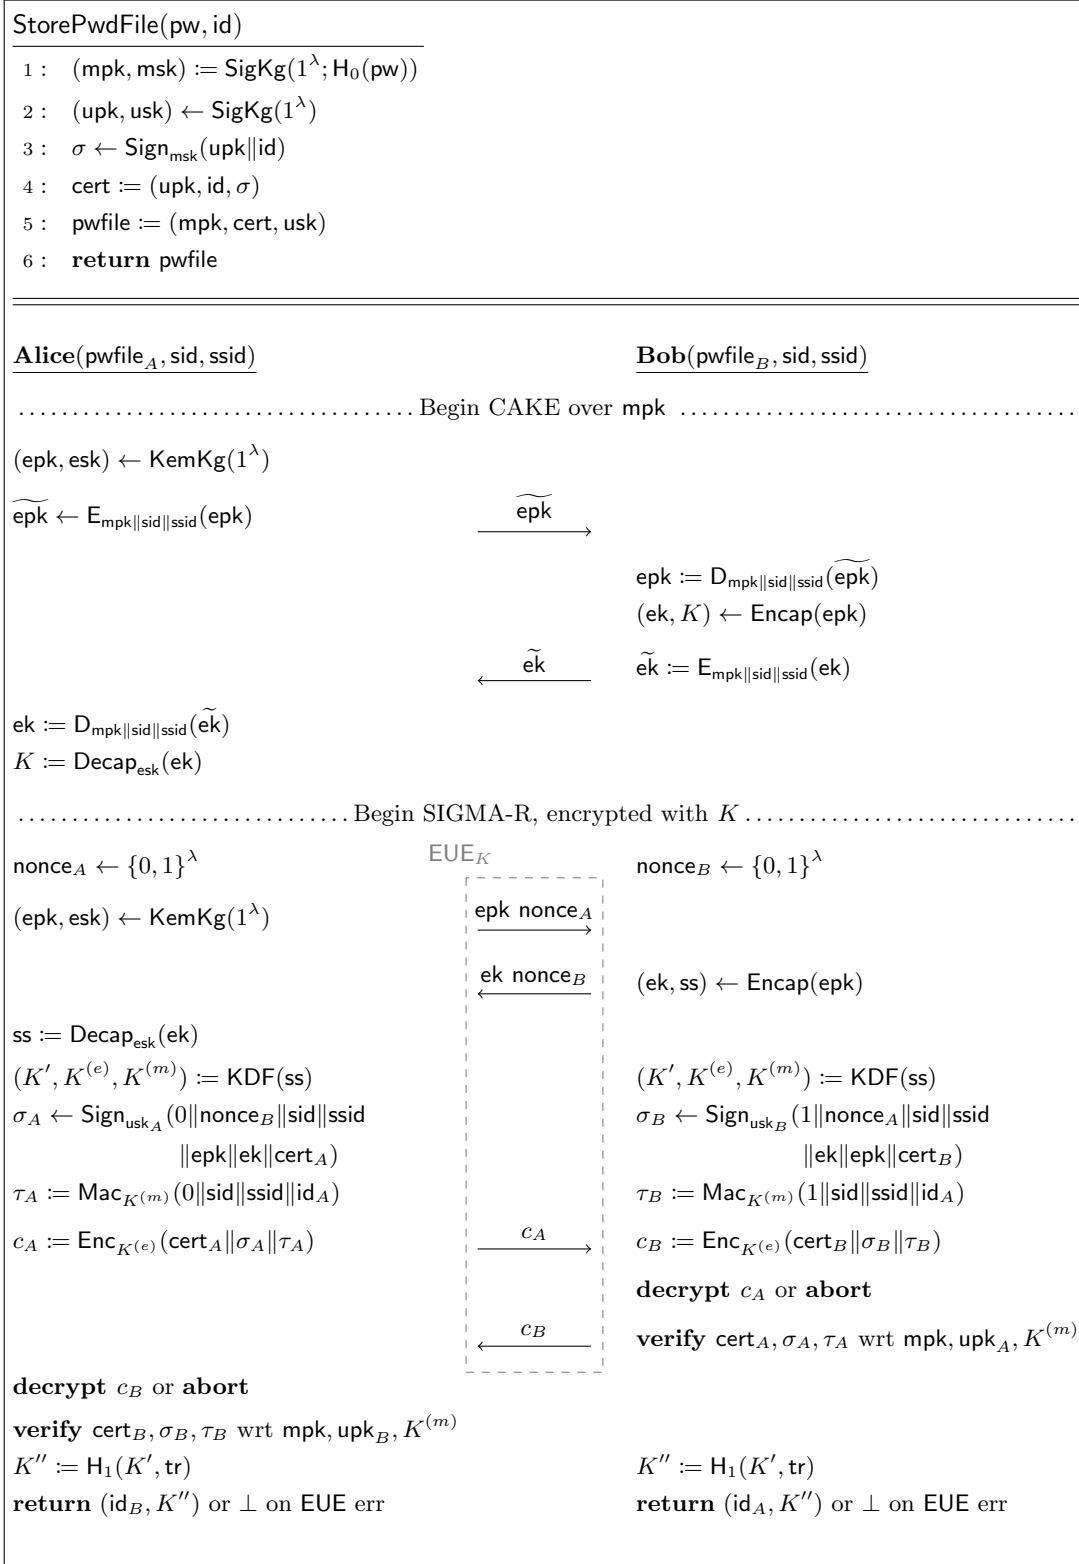 StorePwdFile(pw, id)
1 : (mpk, msk) := SigKg(1^λ; H₀(pw))
2 : (upk, usk) ← SigKg(1^λ)
3 : σ ← Sign_msk(upk‖id)
4 : cert := (upk, id, σ)
5 : pwfile := (mpk, cert, usk)
6 : return pwfile
Alice(pwfile_A, sid, ssid) Bob(pwfile_B, sid, ssid)
Begin CAKE over mpk
(epk, esk) ← KemKg(1^λ)
ẽpk ← E_mpk‖sid‖ssid(epk) ẽpk
epk := D_mpk‖sid‖ssid(ẽpk)
(ek, K) ← Encap(epk)
ẽk ẽk := E_mpk‖sid‖ssid(ek)
ek := D_mpk‖sid‖ssid(ẽk)
K := Decap_esk(ek)
Begin SIGMA-R, encrypted with K
nonce_A ← {0, 1}^λ EUE_K nonce_B ← {0, 1}^λ
(epk, esk) ← KemKg(1^λ) epk nonce_A
ek nonce_B (ek, ss) ← Encap(epk)
ss := Decap_esk(ek)
(K′, K^(e), K^(m)) := KDF(ss) (K′, K^(e), K^(m)) := KDF(ss)
σ_A ← Sign_usk_A(0‖nonce_B‖sid‖ssid σ_B ← Sign_usk_B(1‖nonce_A‖sid‖ssid
‖epk‖ek‖cert_A) ‖ek‖epk‖cert_B)
τ_A := Mac_K^(m)(0‖sid‖ssid‖id_A) τ_B := Mac_K^(m)(1‖sid‖ssid‖id_A)
c_A := Enc_K^(e)(cert_A‖σ_A‖τ_A) c_A c_B := Enc_K^(e)(cert_B‖σ_B‖τ_B)
decrypt c_A or abort
c_B verify cert_A, σ_A, τ_A wrt mpk, upk_A, K^(m)
decrypt c_B or abort
verify cert_B, σ_B, τ_B wrt mpk, upk_B, K^(m)
K″ := H₁(K′, tr) K″ := H₁(K′, tr)
return (id_B, K″) or ⊥ on EUE err return (id_A, K″) or ⊥ on EUE err